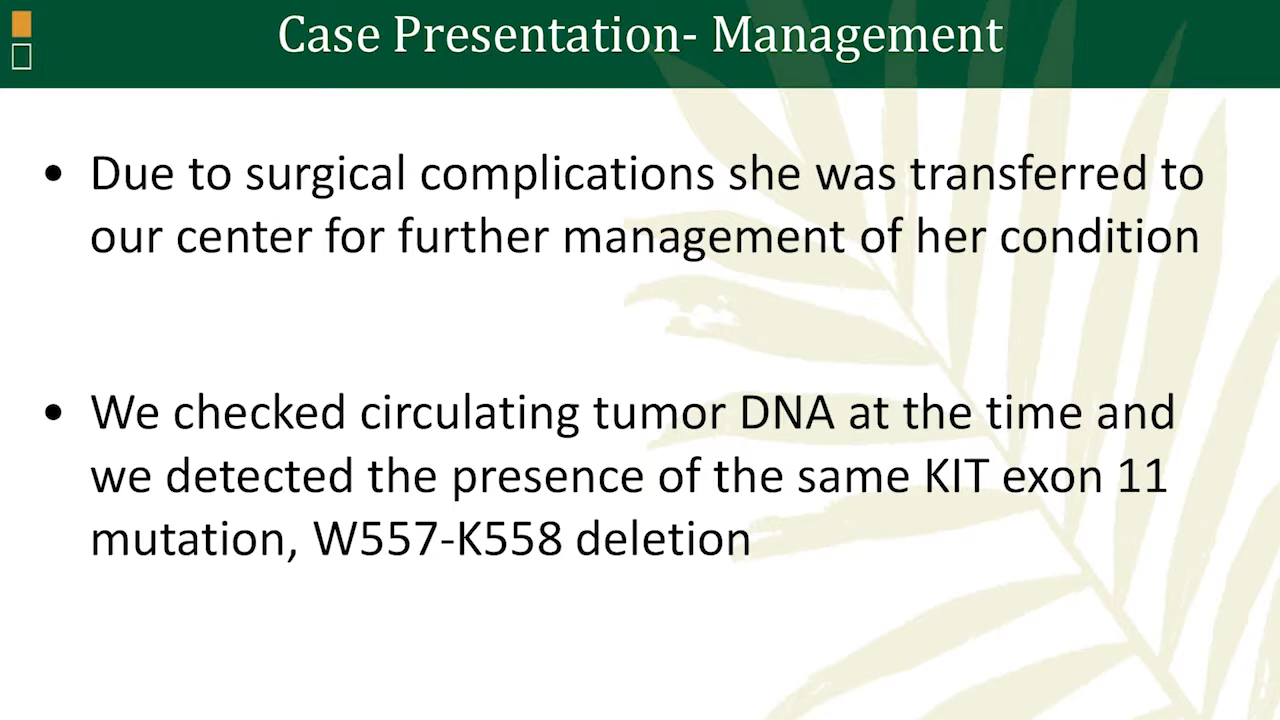 Case Presentation- Management
• Due to surgical complications she was transferred to
our center for further management of her condition
• We checked circulating tumor DNA at the time and
we detected the presence of the same KIT exon 11
mutation, W557-K558 deletion